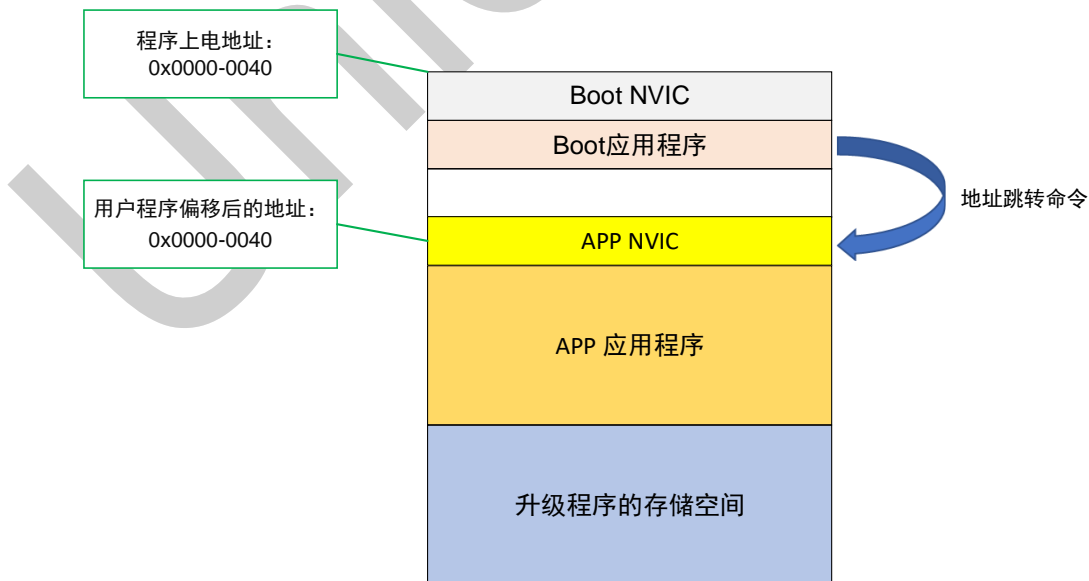 程序上电地址:
0x0000-0040
Boot NVIC
Boot应用程序
地址跳转命令
用户程序偏移后的地址:
0x0000-0040
APP NVIC
APP 应用程序
升级程序的存储空间